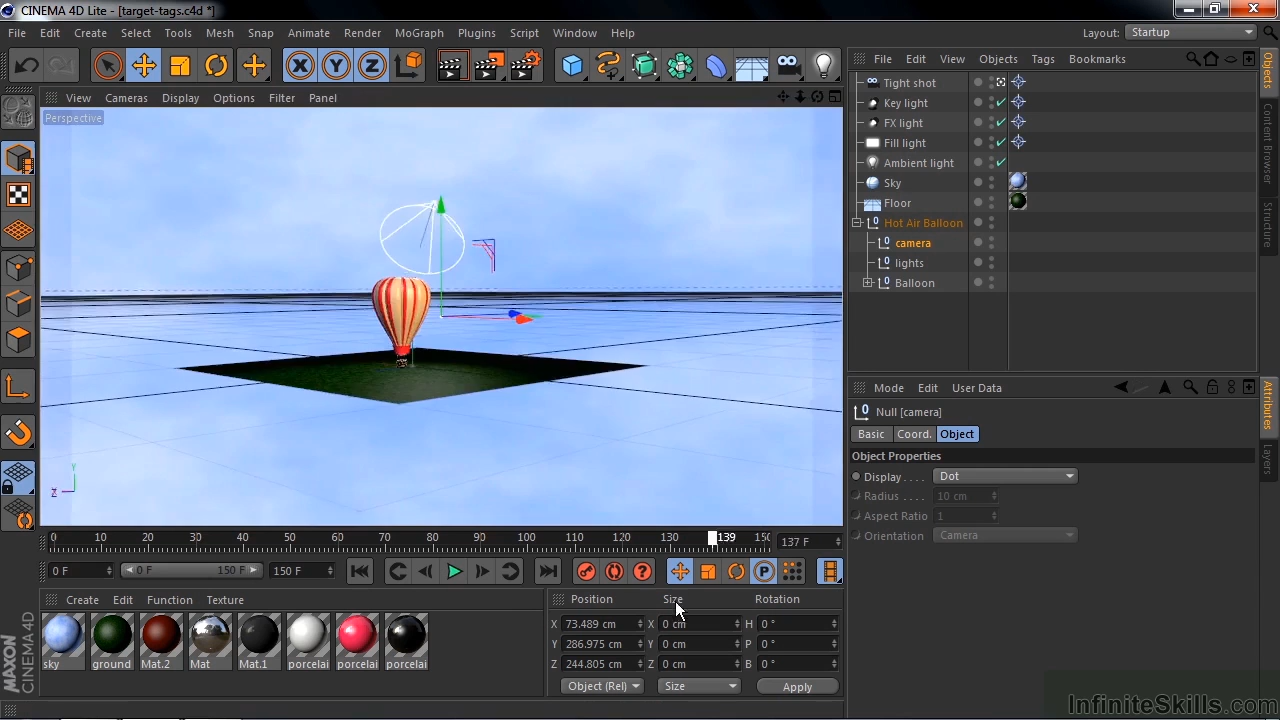 CINEMA 4D Lite - [target-tags.c4d *]
File Edit Create Select Tools Mesh Snap Animate Render MoGraph Plugins Script Window Help Layout: Startup
View Cameras Display Options Filter Panel
Perspective
File Edit View Objects Tags Bookmarks
Tight shot
Key light
FX light
Fill light
Ambient light
Sky
Floor
Hot Air Balloon
camera
lights
Balloon
Objects
Content Browser
Structure
Mode Edit User Data
Null [camera]
Basic Coord. Object
Object Properties
Display . . . . Dot
Radius . . . . 10 cm
Aspect Ratio 1
Orientation Camera
Attributes
Layers
Y
Z
0 10 20 30 40 50 60 70 80 90 100 110 120 130 139 150 137 F
0 F 0 F 150 F 150 F
Create Edit Function Texture
sky ground Mat.2 Mat Mat.1 porcelai porcelai porcelai
Position Size Rotation
X 73.489 cm X 0 cm H 0 °
Y 286.975 cm Y 0 cm P 0 °
Z 244.805 cm Z 0 cm B 0 °
Object (Rel) Size Apply
MAXON
CINEMA 4D
InfiniteSkills.com